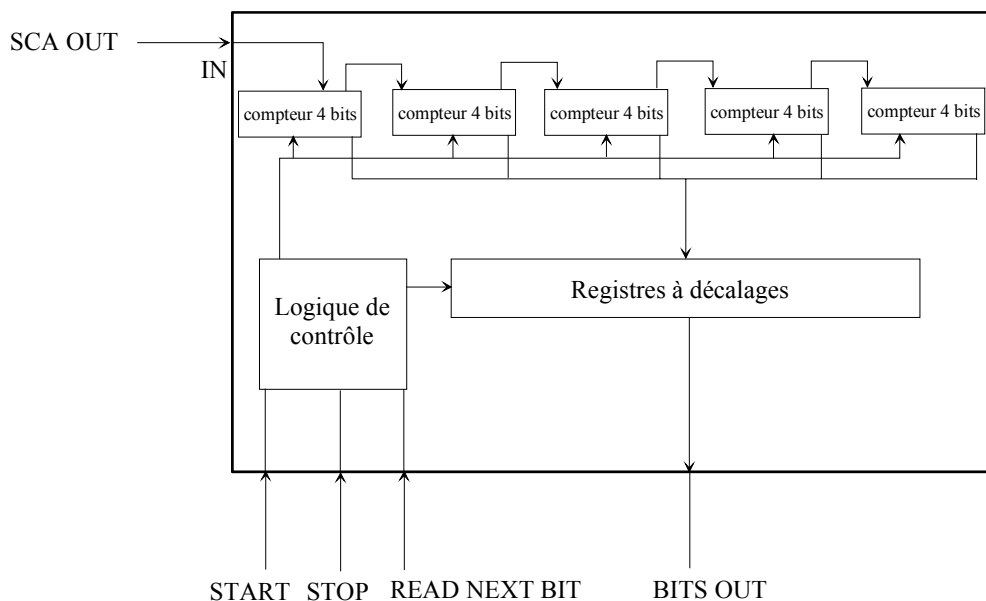 SCA OUT
IN
compteur 4 bits
compteur 4 bits
compteur 4 bits
compteur 4 bits
compteur 4 bits
Logique de
contrôle
Registres à décalages
START
STOP
READ NEXT BIT
BITS OUT